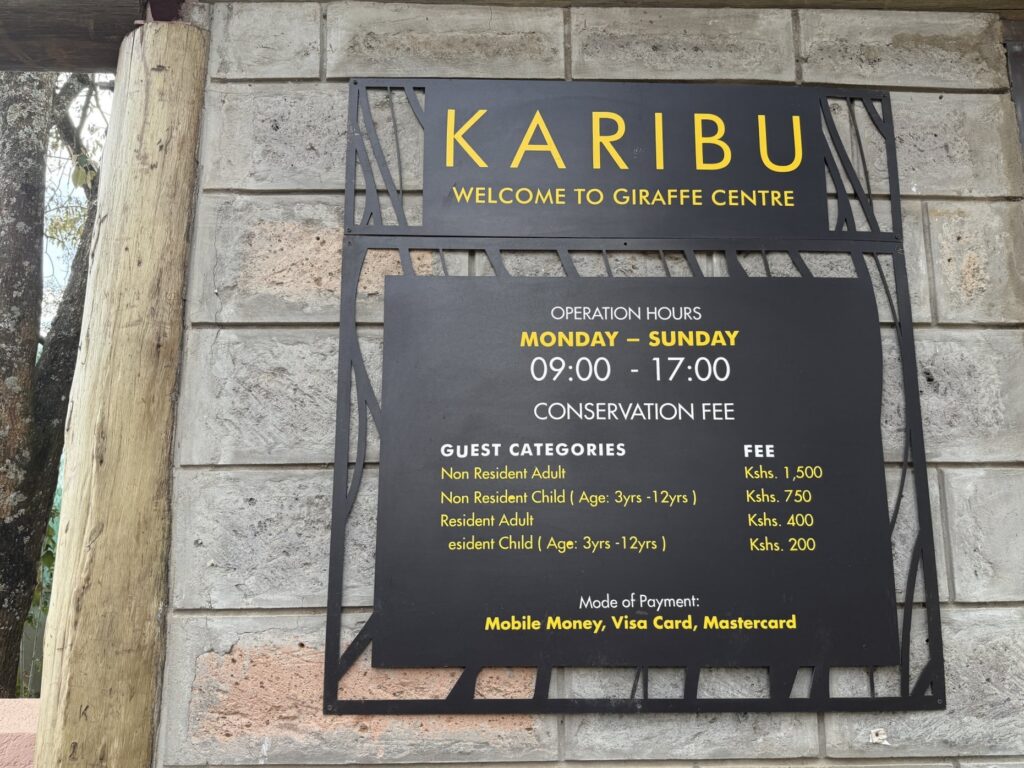 KARIBU
WELCOME TO GIRAFFE CENTRE
OPERATION HOURS
MONDAY – SUNDAY
09:00 - 17:00
CONSERVATION FEE
GUEST CATEGORIES FEE
Non Resident Adult Kshs. 1,500
Non Resident Child ( Age: 3yrs -12yrs ) Kshs. 750
Resident Adult Kshs. 400
esident Child ( Age: 3yrs -12yrs ) Kshs. 200
Mode of Payment:
Mobile Money, Visa Card, Mastercard